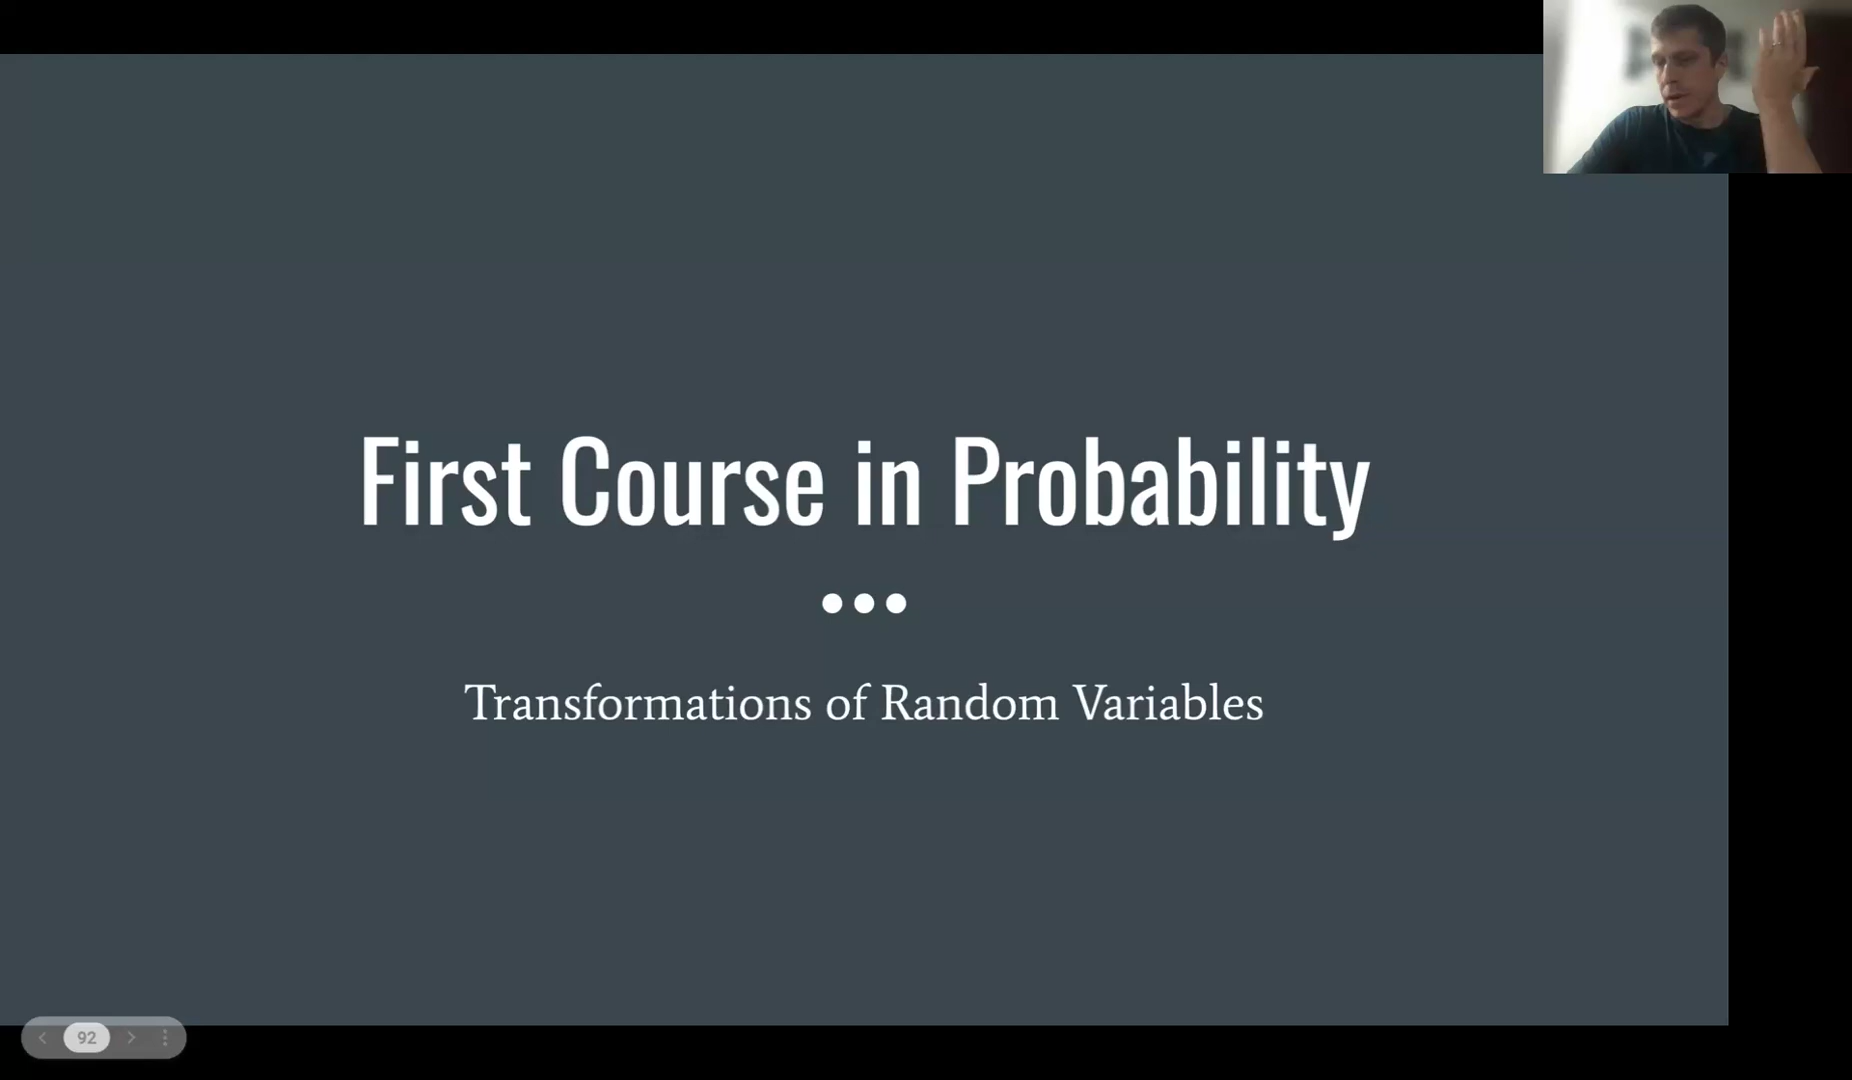 First Course in Probability
Transformations of Random Variables
92